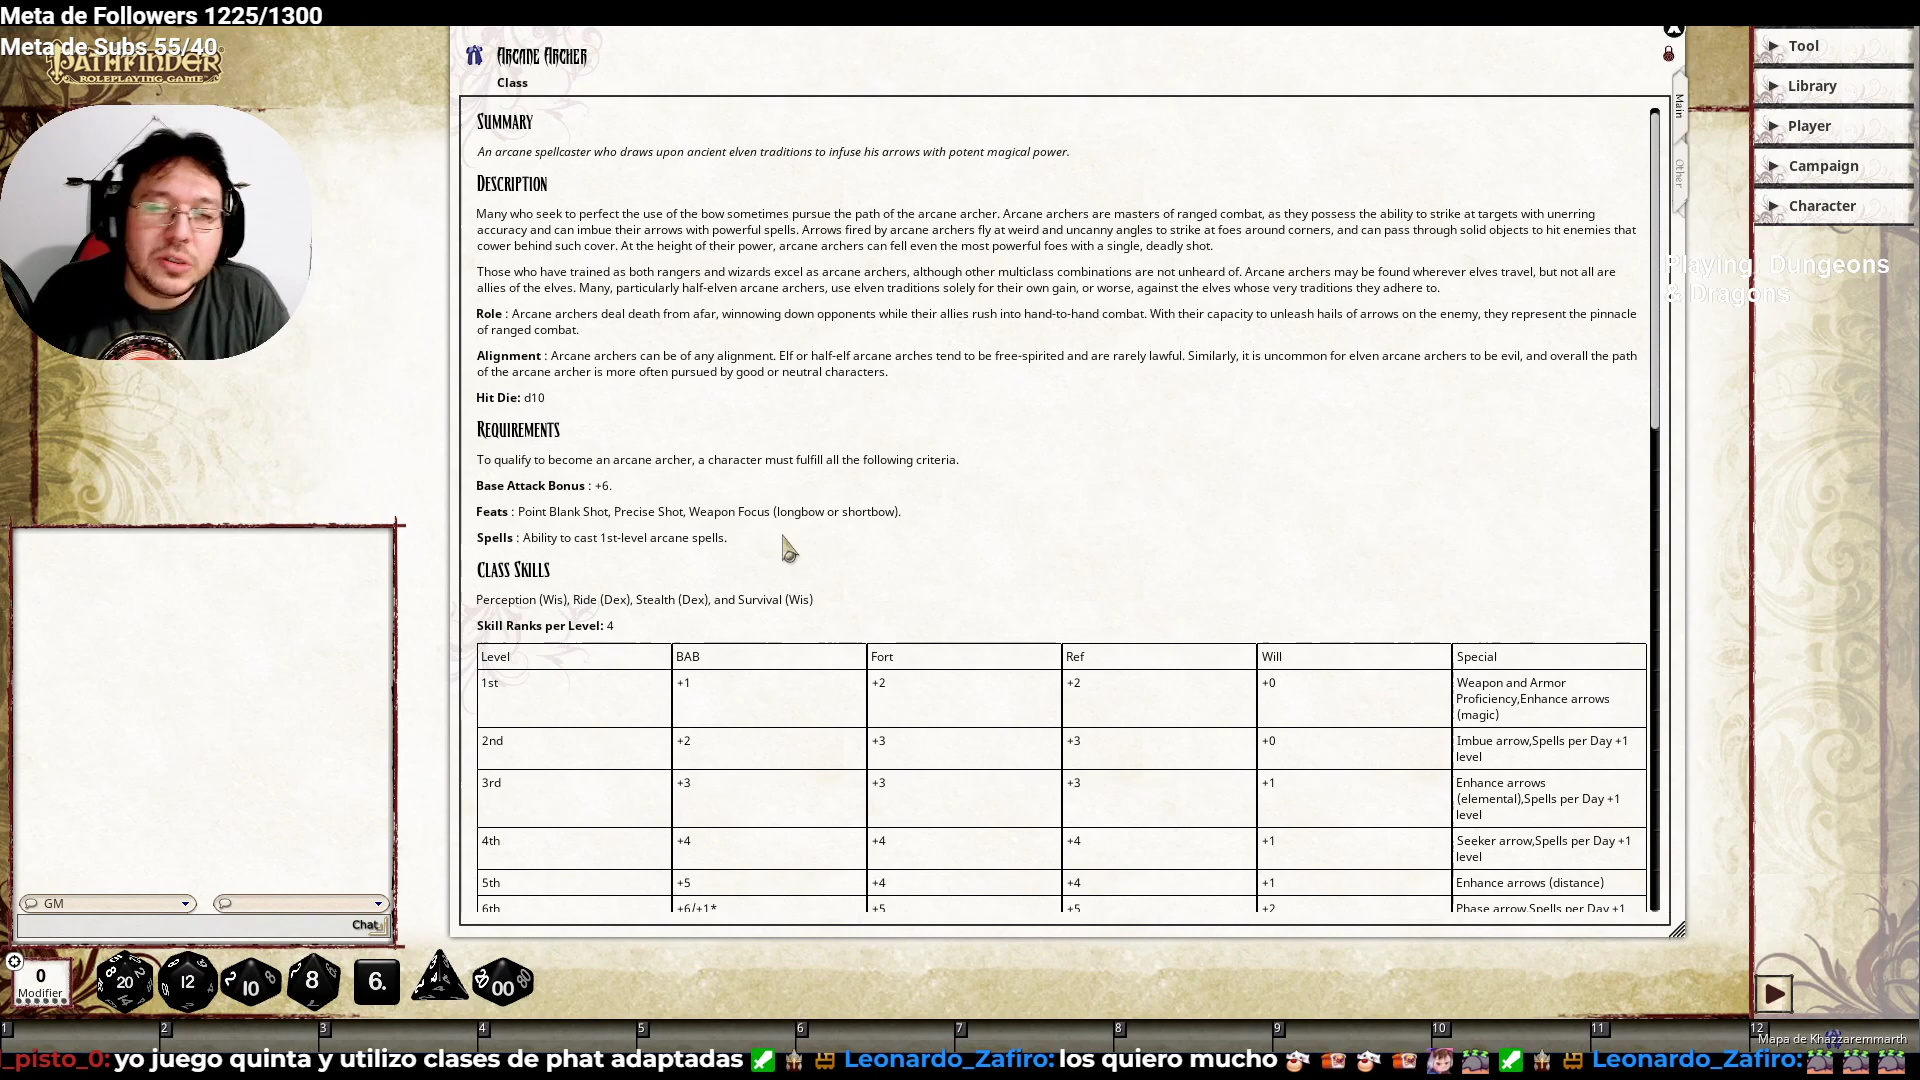 Meta de Followers 1225/1300
Meta de Subs 55/40
PATHFINDER
ROLEPLAYING GAME
Arcane Archer
Class
Summary
An arcane spellcaster who draws upon ancient elven traditions to infuse his arrows with potent magical power.
Description
Many who seek to perfect the use of the bow sometimes pursue the path of the arcane archer. Arcane archers are masters of ranged combat, as they possess the ability to strike at targets with unerring
accuracy and can imbue their arrows with powerful spells. Arrows fired by arcane archers fly at weird and uncanny angles to strike at foes around corners, and can pass through solid objects to hit enemies that
cower behind such cover. At the height of their power, arcane archers can fell even the most powerful foes with a single, deadly shot.
Those who have trained as both rangers and wizards excel as arcane archers, although other multiclass combinations are not unheard of. Arcane archers may be found wherever elves travel, but not all are
allies of the elves. Many, particularly half-elven arcane archers, use elven traditions solely for their own gain, or worse, against the elves whose very traditions they adhere to.
Role : Arcane archers deal death from afar, winnowing down opponents while their allies rush into hand-to-hand combat. With their capacity to unleash hails of arrows on the enemy, they represent the pinnacle
of ranged combat.
Alignment : Arcane archers can be of any alignment. Elf or half-elf arcane arches tend to be free-spirited and are rarely lawful. Similarly, it is uncommon for elven arcane archers to be evil, and overall the path
of the arcane archer is more often pursued by good or neutral characters.
Hit Die: d10
Requirements
To qualify to become an arcane archer, a character must fulfill all the following criteria.
Base Attack Bonus : +6.
Feats : Point Blank Shot, Precise Shot, Weapon Focus (longbow or shortbow).
Spells : Ability to cast 1st-level arcane spells.
Class Skills
Perception (Wis), Ride (Dex), Stealth (Dex), and Survival (Wis)
Skill Ranks per Level: 4
Level BAB Fort Ref Will Special
1st +1 +2 +2 +0 Weapon and Armor
Proficiency,Enhance arrows
(magic)
2nd +2 +3 +3 +0 Imbue arrow,Spells per Day +1
level
3rd +3 +3 +3 +1 Enhance arrows
(elemental),Spells per Day +1
level
4th +4 +4 +4 +1 Seeker arrow,Spells per Day +1
level
5th +5 +4 +4 +1 Enhance arrows (distance)
6th +6/+1* +5 +5 +2 Phase arrow,Spells per Day +1
Main
Other
Tool
Library
Player
Campaign
Character
Playing: Dungeons
& Dragons
GM
Chat
0
Modifier
20 12 10 8 6. 4 00
1 2 3 4 5 6 7 8 9 10 11 12
Mapa de Khazzaremmarth
_pisto_0: yo juego quinta y utilizo clases de phat adaptadas Leonardo_Zafiro: los quiero mucho Leonardo_Zafiro: